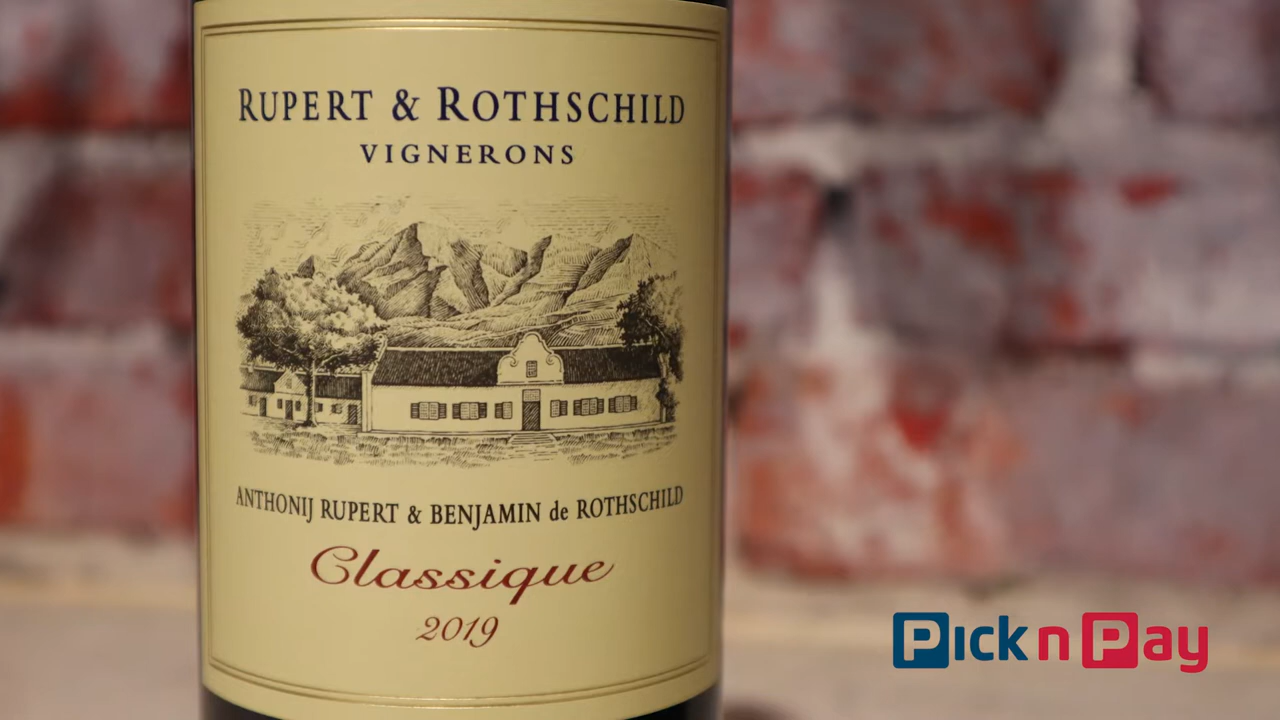 RUPERT & ROTHSCHILD
VIGNERONS
ANTHONIJ RUPERT & BENJAMIN de ROTHSCHILD
Classique
2019
Pick n Pay